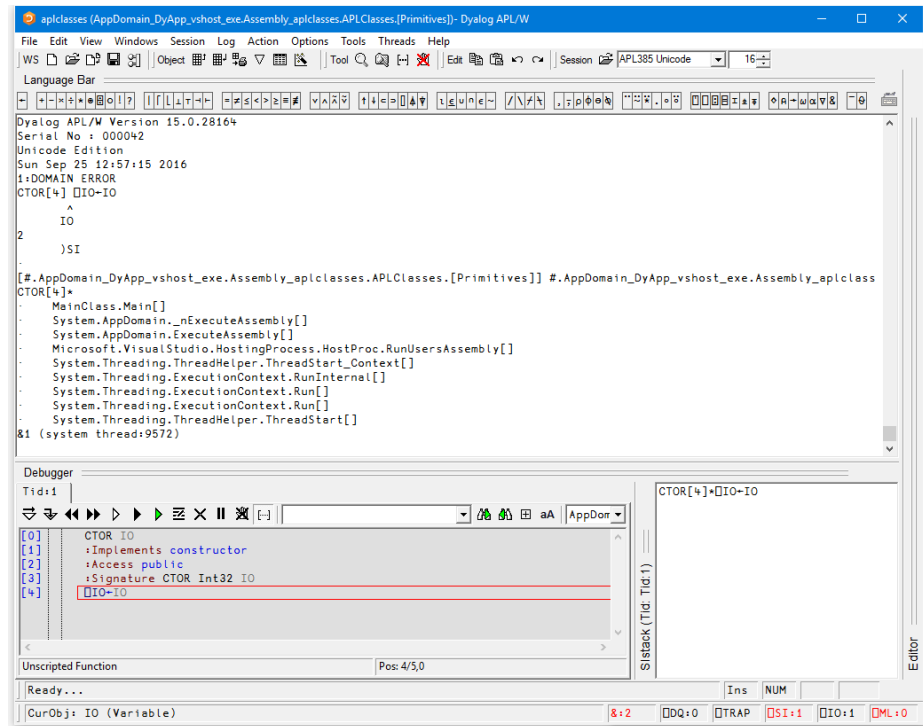 aplclasses (AppDomain_DyApp_vshost_exe.Assembly_aplclasses.APLClasses.[Primitives])- Dyalog APL/W
File Edit View Windows Session Log Action Options Tools Threads Help
WS Object Tool Edit Session APL385 Unicode 16
Language Bar
Dyalog APL/W Version 15.0.28164
Serial No : 000042
Unicode Edition
Sun Sep 25 12:57:15 2016
1:DOMAIN ERROR
CTOR[4] ⎕IO←IO
^
IO
2
)SI
·
[#.AppDomain_DyApp_vshost_exe.Assembly_aplclasses.APLClasses.[Primitives]] #.AppDomain_DyApp_vshost_exe.Assembly_aplclass
CTOR[4]*
· MainClass.Main[]
· System.AppDomain._nExecuteAssembly[]
· System.AppDomain.ExecuteAssembly[]
· Microsoft.VisualStudio.HostingProcess.HostProc.RunUsersAssembly[]
· System.Threading.ThreadHelper.ThreadStart_Context[]
· System.Threading.ExecutionContext.RunInternal[]
· System.Threading.ExecutionContext.Run[]
· System.Threading.ExecutionContext.Run[]
· System.Threading.ThreadHelper.ThreadStart[]
&1 (system thread:9572)
Debugger
Tid:1
aA AppDom
[0] CTOR IO
[1] :Implements constructor
[2] :Access public
[3] :Signature CTOR Int32 IO
[4] ⎕IO←IO
Unscripted Function Pos: 4/5,0
SIstack (Tid: Tid:1)
CTOR[4]*⎕IO←IO
Editor
Ready... Ins NUM
CurObj: IO (Variable) &:2 ⎕DQ:0 ⎕TRAP ⎕SI:1 ⎕IO:1 ⎕ML:0